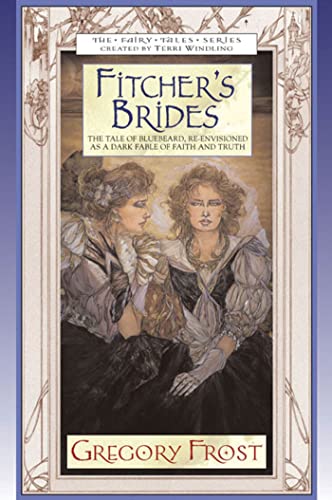 THE • FAIRY • TALES • SERIES
CREATED BY TERRI WINDLING
FITCHER'S
BRIDES
THE TALE OF BLUEBEARD, RE-ENVISIONED
AS A DARK FABLE OF FAITH AND TRUTH
GREGORY FROST